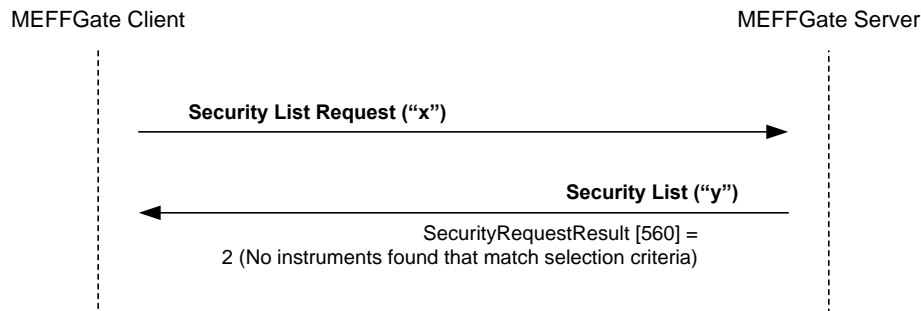 MEFFGate Client
MEFFGate Server
Security List Request (“x”)
Security List (“y”)
SecurityRequestResult [560] =
2 (No instruments found that match selection criteria)